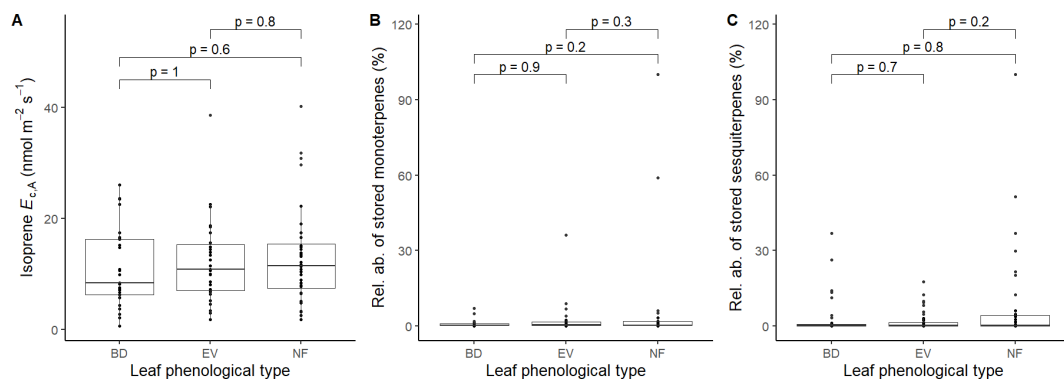 A
Isoprene Ec,A (nmol m−2 s−1)
0
20
40
p = 0.8
p = 0.6
p = 1
BD
EV
NF
Leaf phenological type
B
Rel. ab. of stored monoterpenes (%)
0
30
60
90
120
p = 0.3
p = 0.2
p = 0.9
BD
EV
NF
Leaf phenological type
C
Rel. ab. of stored sesquiterpenes (%)
0
30
60
90
120
p = 0.2
p = 0.8
p = 0.7
BD
EV
NF
Leaf phenological type